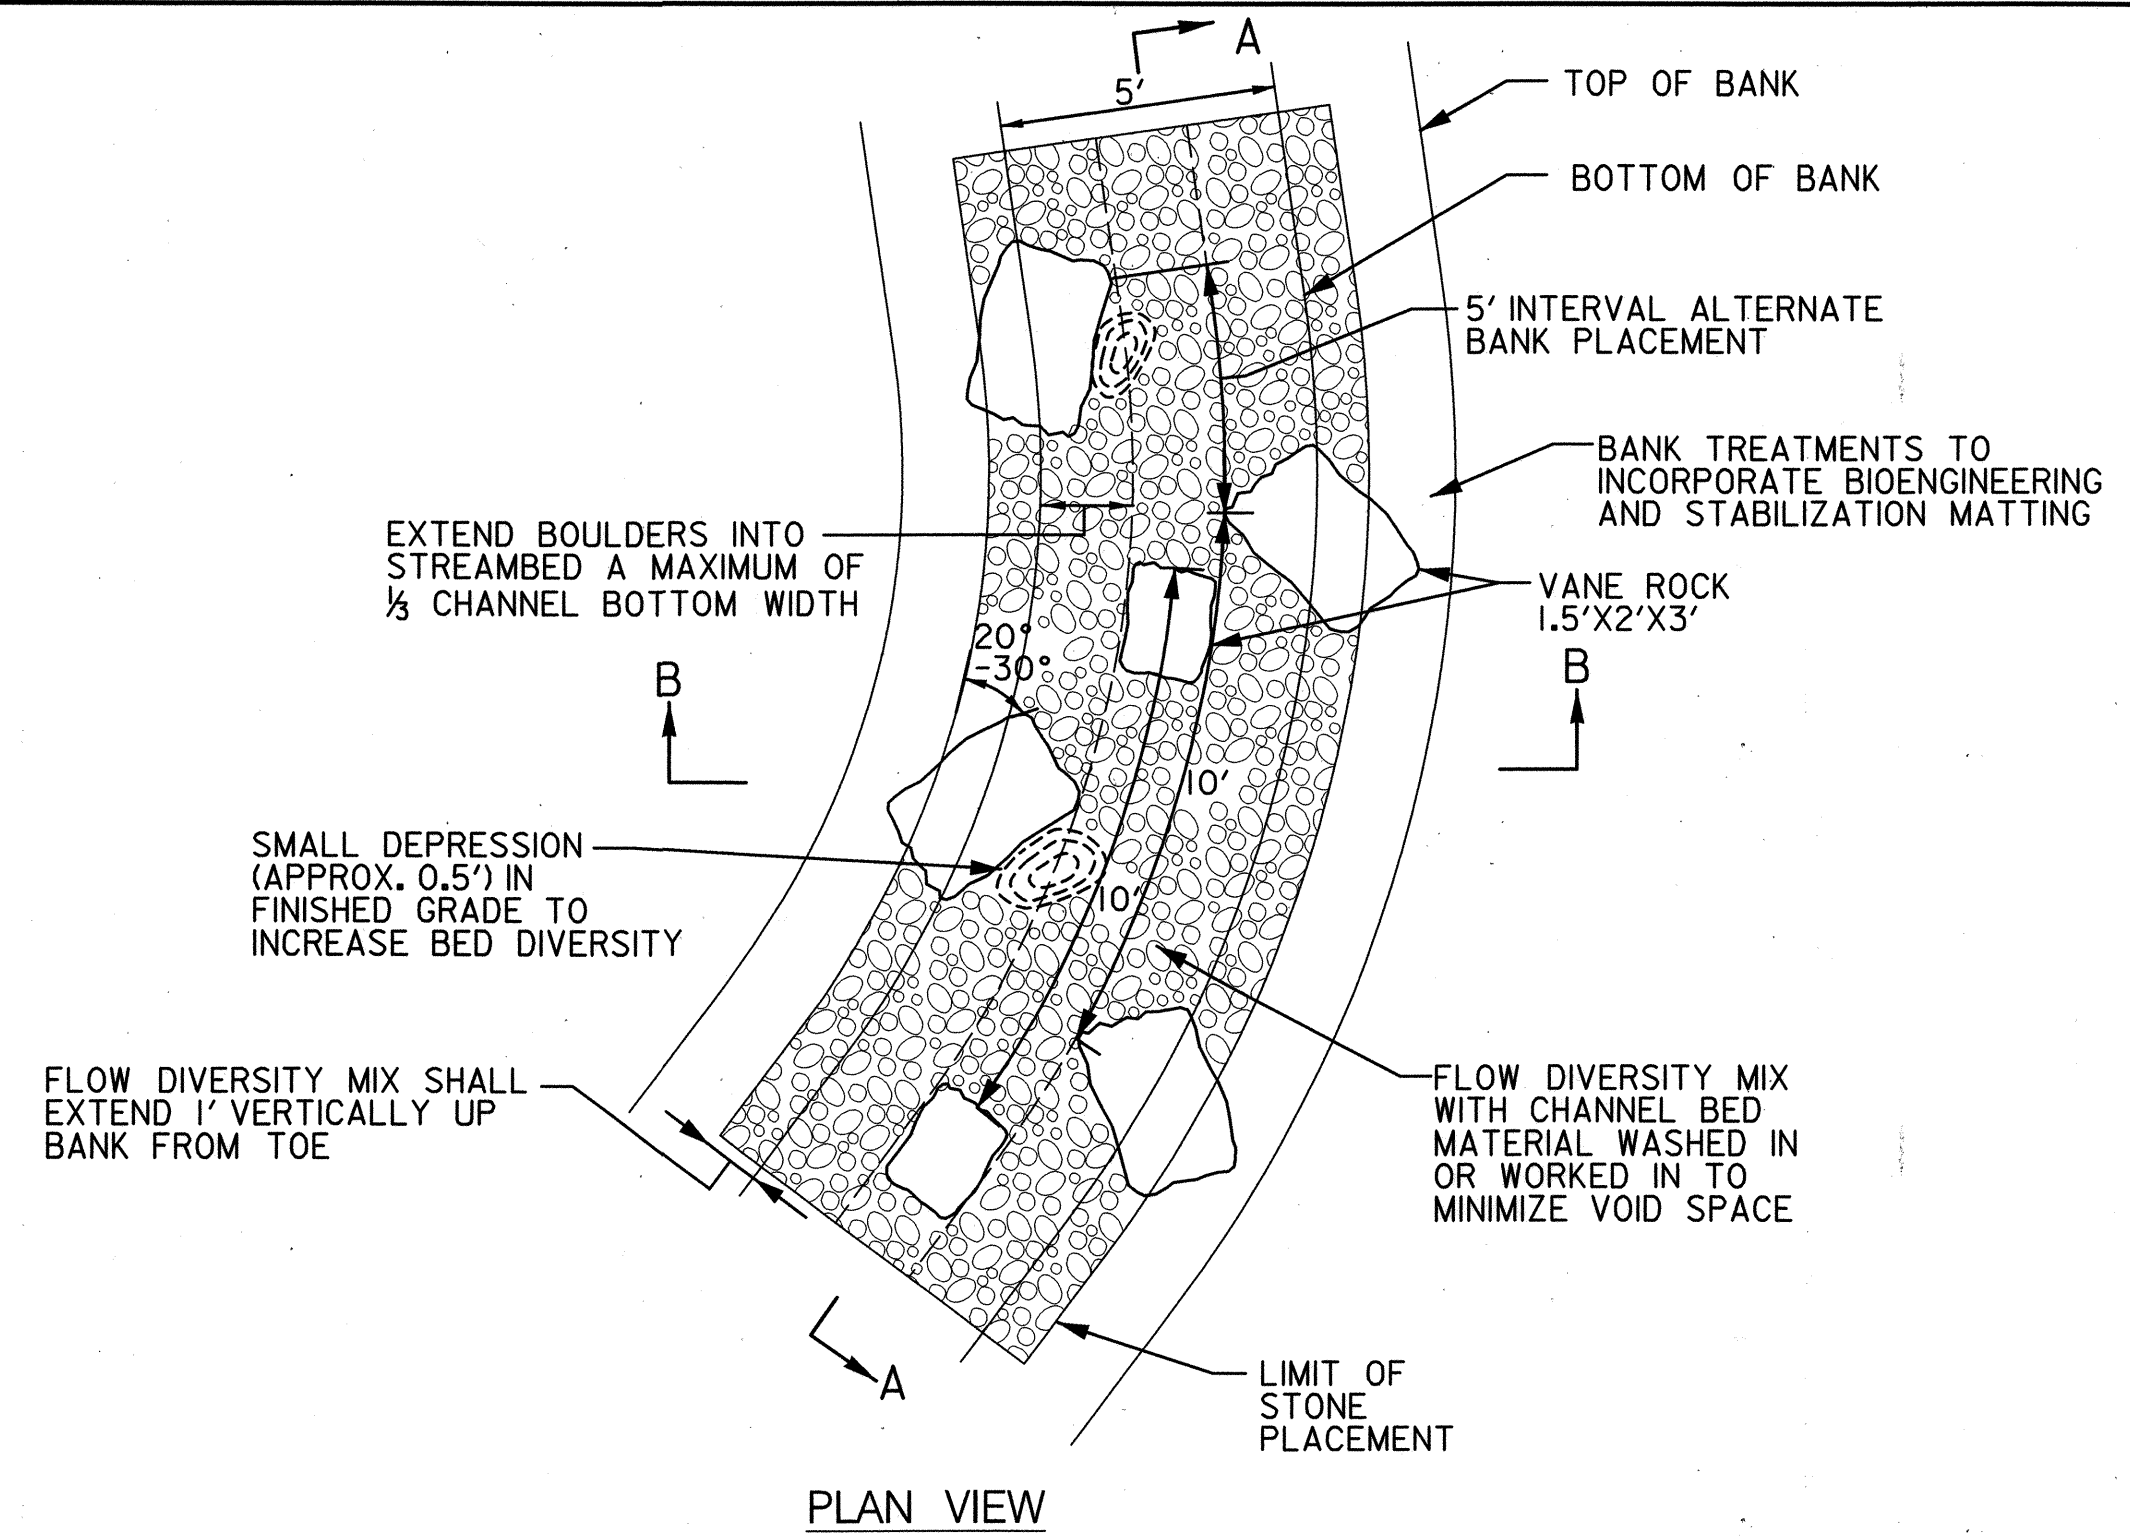 A
5'
TOP OF BANK
BOTTOM OF BANK
5' INTERVAL ALTERNATE
BANK PLACEMENT
BANK TREATMENTS TO
INCORPORATE BIOENGINEERING
AND STABILIZATION MATTING
EXTEND BOULDERS INTO
STREAMBED A MAXIMUM OF
⅓ CHANNEL BOTTOM WIDTH
VANE ROCK
1.5'X2'X3'
20°
-30°
B
B
10'
SMALL DEPRESSION
(APPROX. 0.5') IN
FINISHED GRADE TO
INCREASE BED DIVERSITY
10'
FLOW DIVERSITY MIX SHALL
EXTEND 1' VERTICALLY UP
BANK FROM TOE
FLOW DIVERSITY MIX
WITH CHANNEL BED
MATERIAL WASHED IN
OR WORKED IN TO
MINIMIZE VOID SPACE
A
LIMIT OF
STONE
PLACEMENT
PLAN VIEW